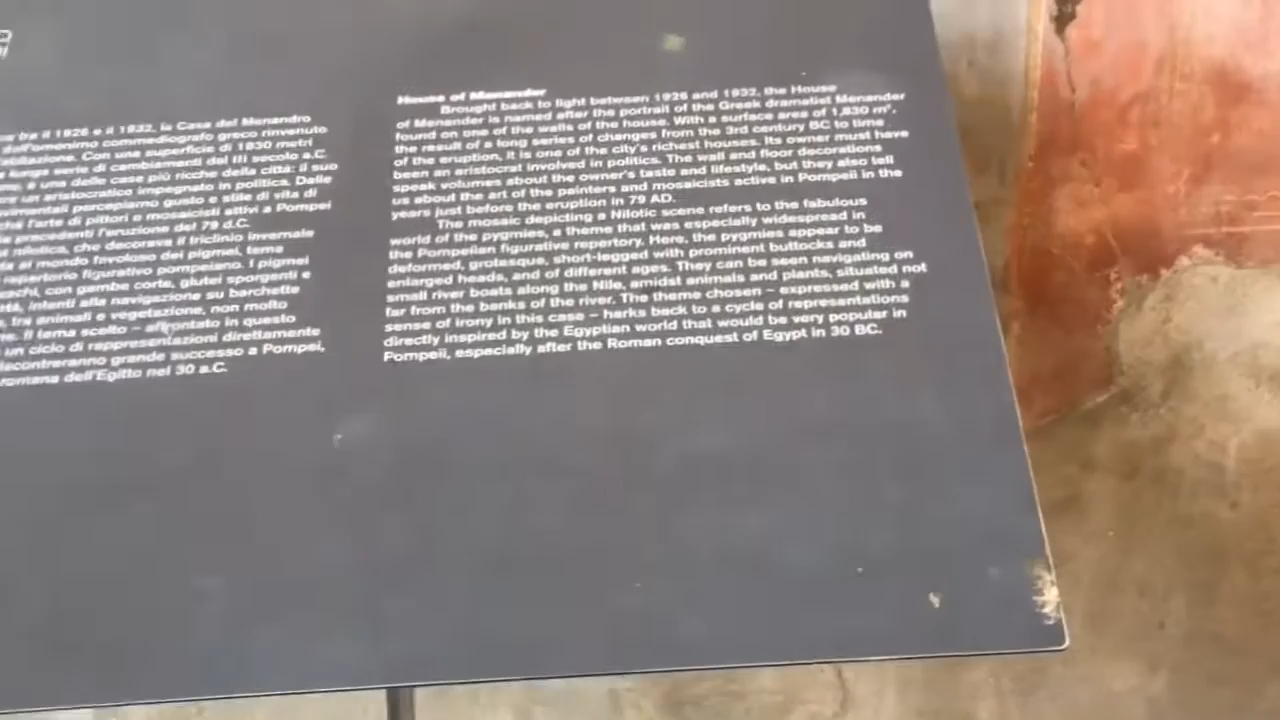 tra il 1926 e il 1932, la Casa del Menandro
dall'omonimo commediografo greco rinvenuto
abitazione. Con una superficie di 1830 metri
lunga serie di cambiamenti dal III secolo a.C.
è una delle case più ricche della città: il suo
un aristocratico impegnato in politica. Dalle
pavimentali percepiamo gusto e stile di vita di
l'arte di pittori e mosaicisti attivi a Pompei
precedenti l'eruzione del 79 d.C.
nilotica, che decorava il triclinio invernale
al mondo favoloso dei pigmei, tema
repertorio figurativo pompeiano. I pigmei
con gambe corte, glutei sporgenti e
intenti alla navigazione su barchette
fra animali e vegetazione, non molto
Il tema scelto – affrontato in questo
un ciclo di rappresentazioni direttamente
incontreranno grande successo a Pompei,
romana dell'Egitto nel 30 a.C.
House of Menander
Brought back to light between 1926 and 1932, the House
of Menander is named after the portrait of the Greek dramatist Menander
found on one of the walls of the house. With a surface area of 1,830 m²,
the result of a long series of changes from the 3rd century BC to time
of the eruption, it is one of the city's richest houses. Its owner must have
been an aristocrat involved in politics. The wall and floor decorations
speak volumes about the owner's taste and lifestyle, but they also tell
us about the art of the painters and mosaicists active in Pompeii in the
years just before the eruption in 79 AD.
The mosaic depicting a Nilotic scene refers to the fabulous
world of the pygmies, a theme that was especially widespread in
the Pompeian figurative repertory. Here, the pygmies appear to be
deformed, grotesque, short-legged with prominent buttocks and
enlarged heads, and of different ages. They can be seen navigating on
small river boats along the Nile, amidst animals and plants, situated not
far from the banks of the river. The theme chosen – expressed with a
sense of irony in this case – harks back to a cycle of representations
directly inspired by the Egyptian world that would be very popular in
Pompeii, especially after the Roman conquest of Egypt in 30 BC.